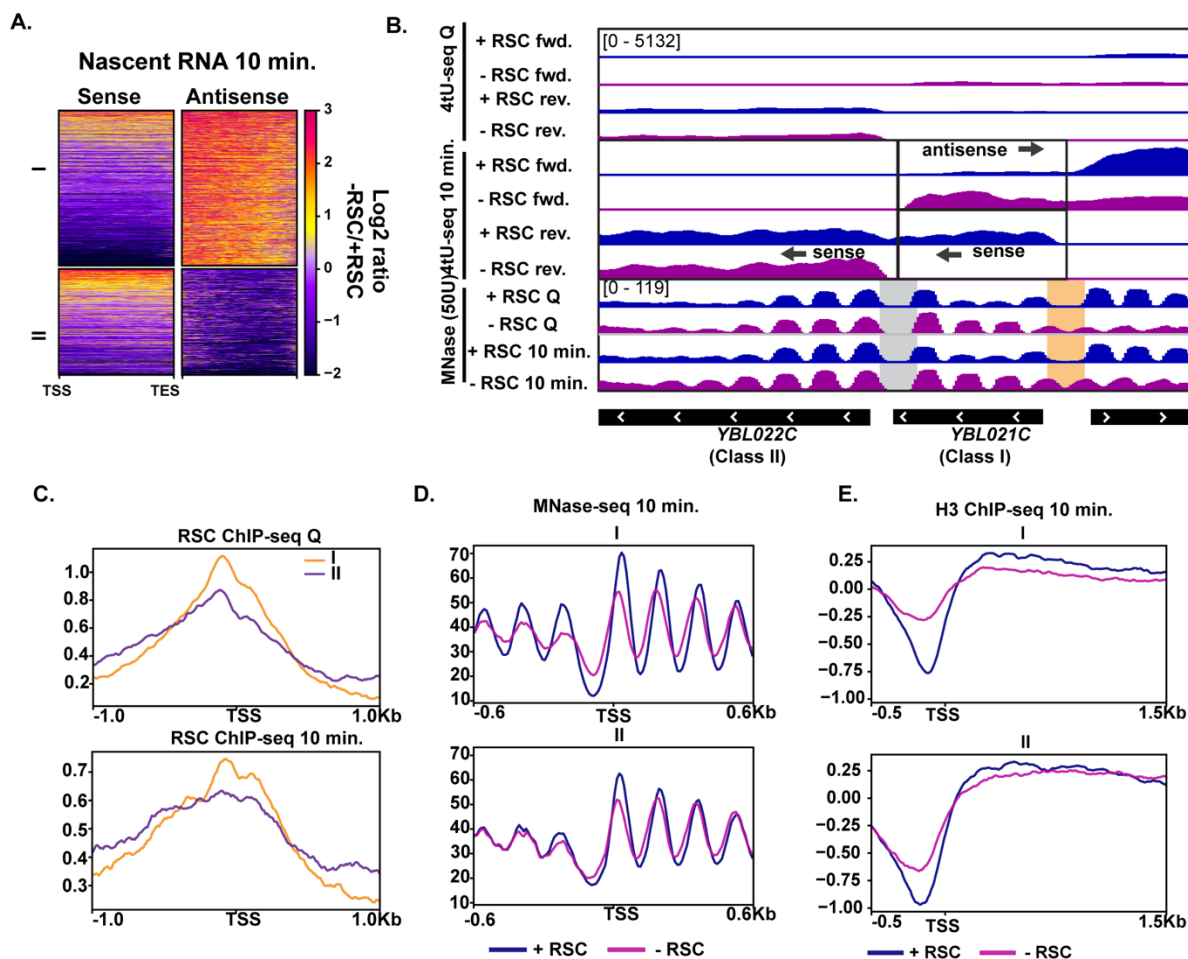 A.
Nascent RNA 10 min.
Sense Antisense
–
=
TSS TES
3
2
1
0
−1
−2
Log2 ratio
-RSC/+RSC
B.
4tU-seq Q
+ RSC fwd.
[0 - 5132]
- RSC fwd.
+ RSC rev.
- RSC rev.
4tU-seq 10 min.
+ RSC fwd.
antisense
- RSC fwd.
+ RSC rev.
sense sense
- RSC rev.
MNase (50U)
[0 - 119]
+ RSC Q
- RSC Q
+ RSC 10 min.
- RSC 10 min.
YBL022C YBL021C
(Class II) (Class I)
C.
RSC ChIP-seq Q
I
II
1.0
0.8
0.6
0.4
0.2
-1.0 TSS 1.0Kb
RSC ChIP-seq 10 min.
0.7
0.6
0.5
0.4
0.3
-1.0 TSS 1.0Kb
D.
MNase-seq 10 min.
I
70
60
50
40
30
20
10
-0.6 TSS 0.6Kb
II
70
60
50
40
30
20
10
-0.6 TSS 0.6Kb
+ RSC - RSC
E.
H3 ChIP-seq 10 min.
I
0.25
0.00
−0.25
−0.50
−0.75
−1.00
-0.5 TSS 1.5Kb
II
0.25
0.00
−0.25
−0.50
−0.75
−1.00
-0.5 TSS 1.5Kb
+ RSC - RSC